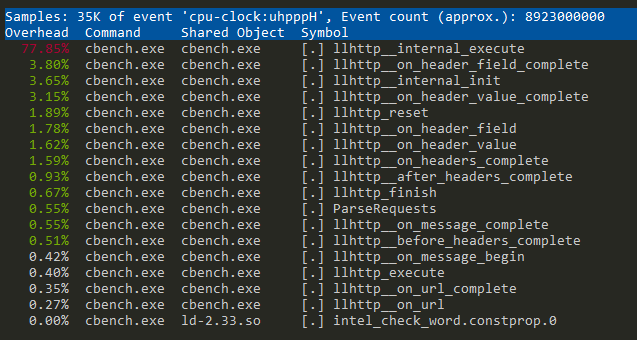 Samples: 35K of event 'cpu-clock:uhpppH', Event count (approx.): 8923000000
Overhead  Command     Shared Object  Symbol
77.85%  cbench.exe  cbench.exe     [.] llhttp__internal_execute
3.80%  cbench.exe  cbench.exe     [.] llhttp__on_header_field_complete
3.65%  cbench.exe  cbench.exe     [.] llhttp__internal_init
3.15%  cbench.exe  cbench.exe     [.] llhttp__on_header_value_complete
1.89%  cbench.exe  cbench.exe     [.] llhttp_reset
1.78%  cbench.exe  cbench.exe     [.] llhttp__on_header_field
1.62%  cbench.exe  cbench.exe     [.] llhttp__on_header_value
1.59%  cbench.exe  cbench.exe     [.] llhttp__on_headers_complete
0.93%  cbench.exe  cbench.exe     [.] llhttp__after_headers_complete
0.67%  cbench.exe  cbench.exe     [.] llhttp_finish
0.55%  cbench.exe  cbench.exe     [.] ParseRequests
0.55%  cbench.exe  cbench.exe     [.] llhttp__on_message_complete
0.51%  cbench.exe  cbench.exe     [.] llhttp__before_headers_complete
0.42%  cbench.exe  cbench.exe     [.] llhttp__on_message_begin
0.40%  cbench.exe  cbench.exe     [.] llhttp_execute
0.35%  cbench.exe  cbench.exe     [.] llhttp__on_url_complete
0.27%  cbench.exe  cbench.exe     [.] llhttp__on_url
0.00%  cbench.exe  ld-2.33.so     [.] intel_check_word.constprop.0